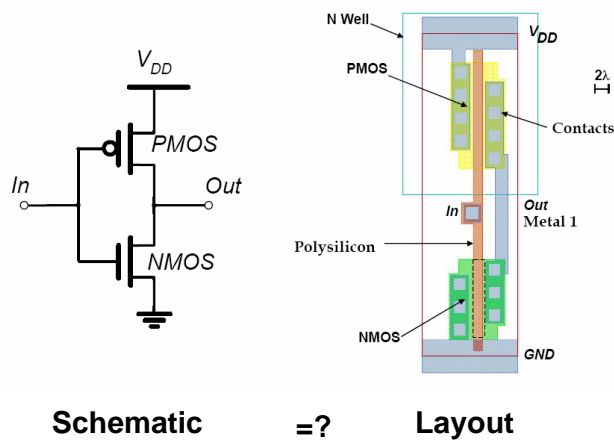 V_DD
PMOS
In
Out
NMOS
N Well
V_DD
PMOS
2λ
Contacts
In
Out
Metal 1
Polysilicon
NMOS
GND
Schematic =? Layout